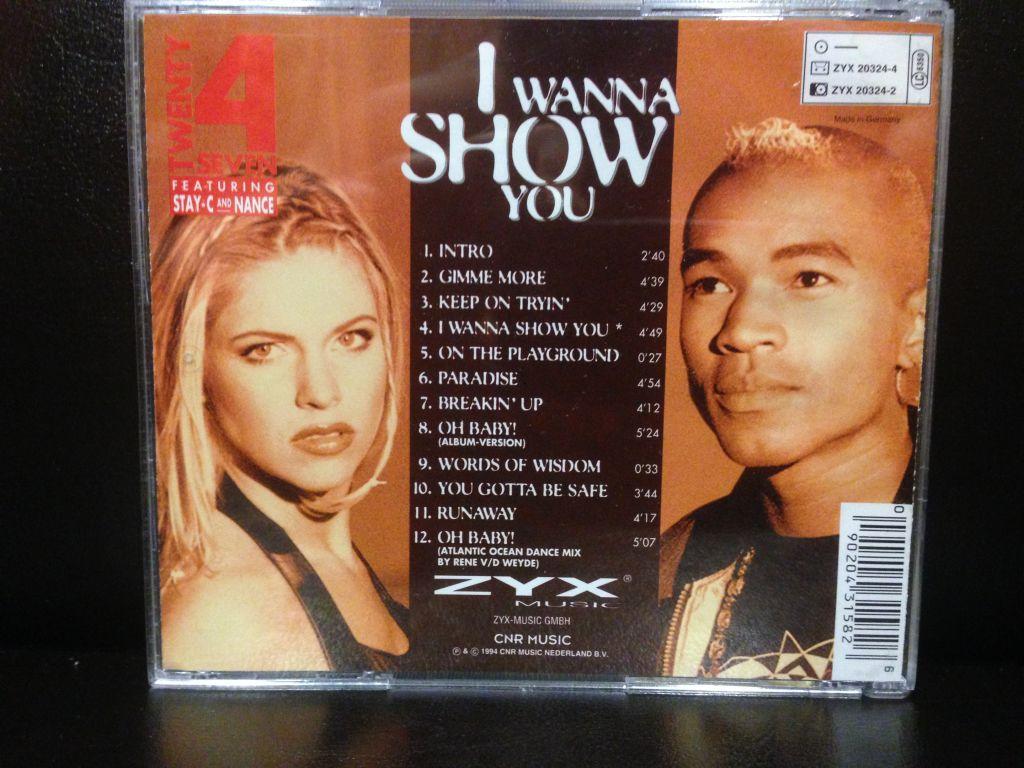 TWENTY
4
SEVEN
FEATURING
STAY-C AND NANCE
I WANNA
SHOW
YOU
ZYX 20324-4
ZYX 20324-2
LC 6350
Made in Germany
1. INTRO 2'40
2. GIMME MORE 4'39
3. KEEP ON TRYIN' 4'29
4. I WANNA SHOW YOU * 4'49
5. ON THE PLAYGROUND 0'27
6. PARADISE 4'54
7. BREAKIN' UP 4'12
8. OH BABY! 5'24
(ALBUM-VERSION)
9. WORDS OF WISDOM 0'33
10. YOU GOTTA BE SAFE 3'44
11. RUNAWAY 4'17
12. OH BABY! 5'07
(ATLANTIC OCEAN DANCE MIX
BY RENE V/D WEYDE)
ZYX®
MUSIC
ZYX-MUSIC GMBH
CNR MUSIC
℗ & © 1994 CNR MUSIC NEDERLAND B.V.
0 90204 31582 6